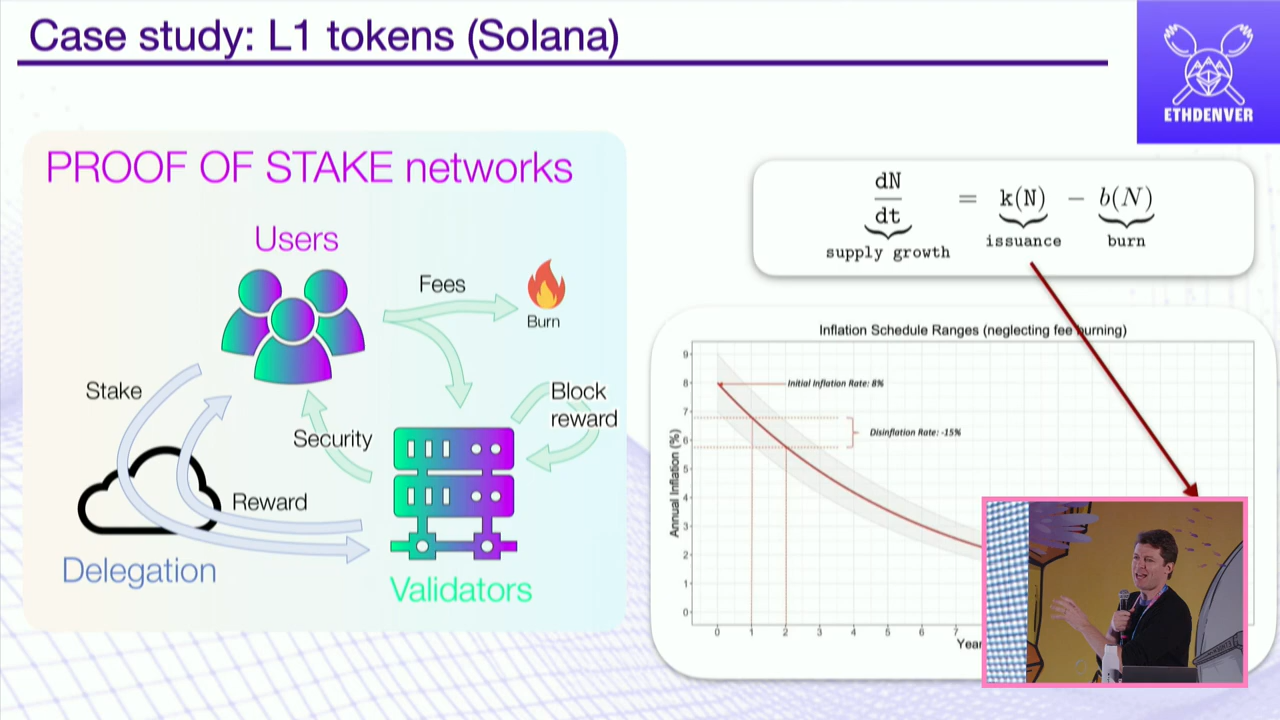 Case study: L1 tokens (Solana)
ETHDENVER
PROOF OF STAKE networks
Users
Fees
Burn
Stake
Block
reward
Security
Reward
Delegation
Validators
dN
dt
supply growth
=
k(N)
issuance
−
b(N)
burn
Inflation Schedule Ranges (neglecting fee burning)
Annual Inflation (%)
9
8
7
6
5
4
3
2
1
0
Initial Inflation Rate: 8%
Disinflation Rate: -15%
0 1 2 3 4 5 6 7
Year